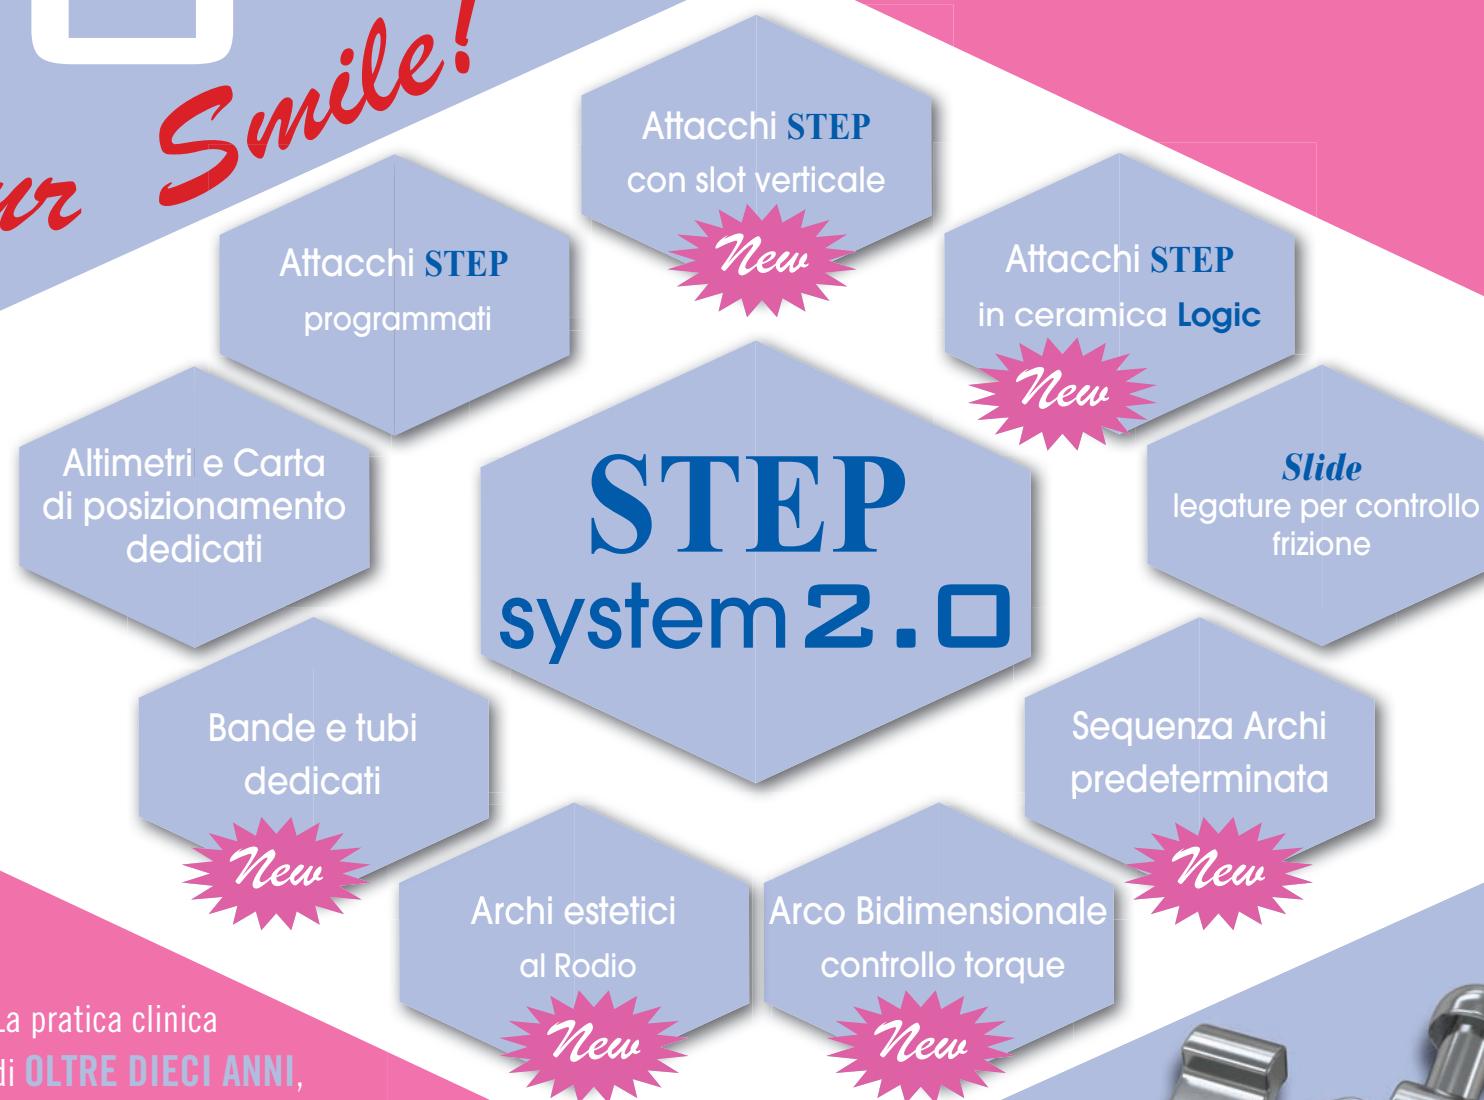 Smile!
Attacchi STEP
con slot verticale
New
Attacchi STEP
programmati
Attacchi STEP
in ceramica Logic
New
Altimetri e Carta
di posizionamento
dedicati
STEP
system 2.0
Slide
legature per controllo
frizione
Bande e tubi
dedicati
New
Sequenza Archi
predeterminata
New
Archi estetici
al Rodio
New
Arco Bidimensionale
controllo torque
New
La pratica clinica
di OLTRE DIECI ANNI,